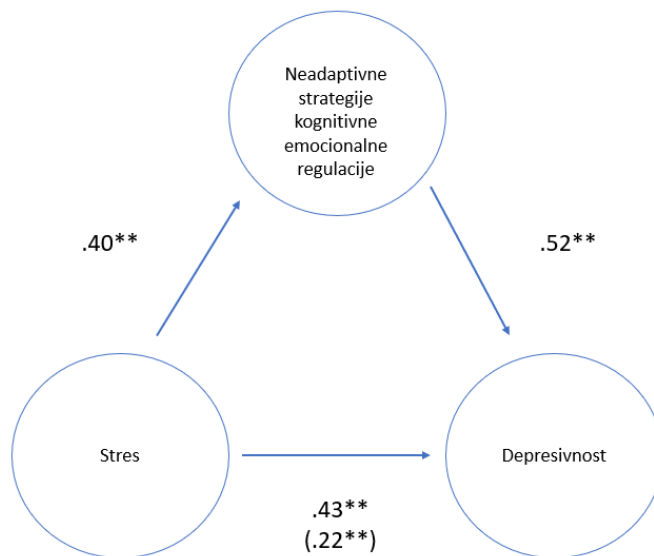 Neadaptivne
strategije
kognitivne
emocionalne
regulacije
.40**
.52**
Stres
Depresivnost
.43**
(.22**)